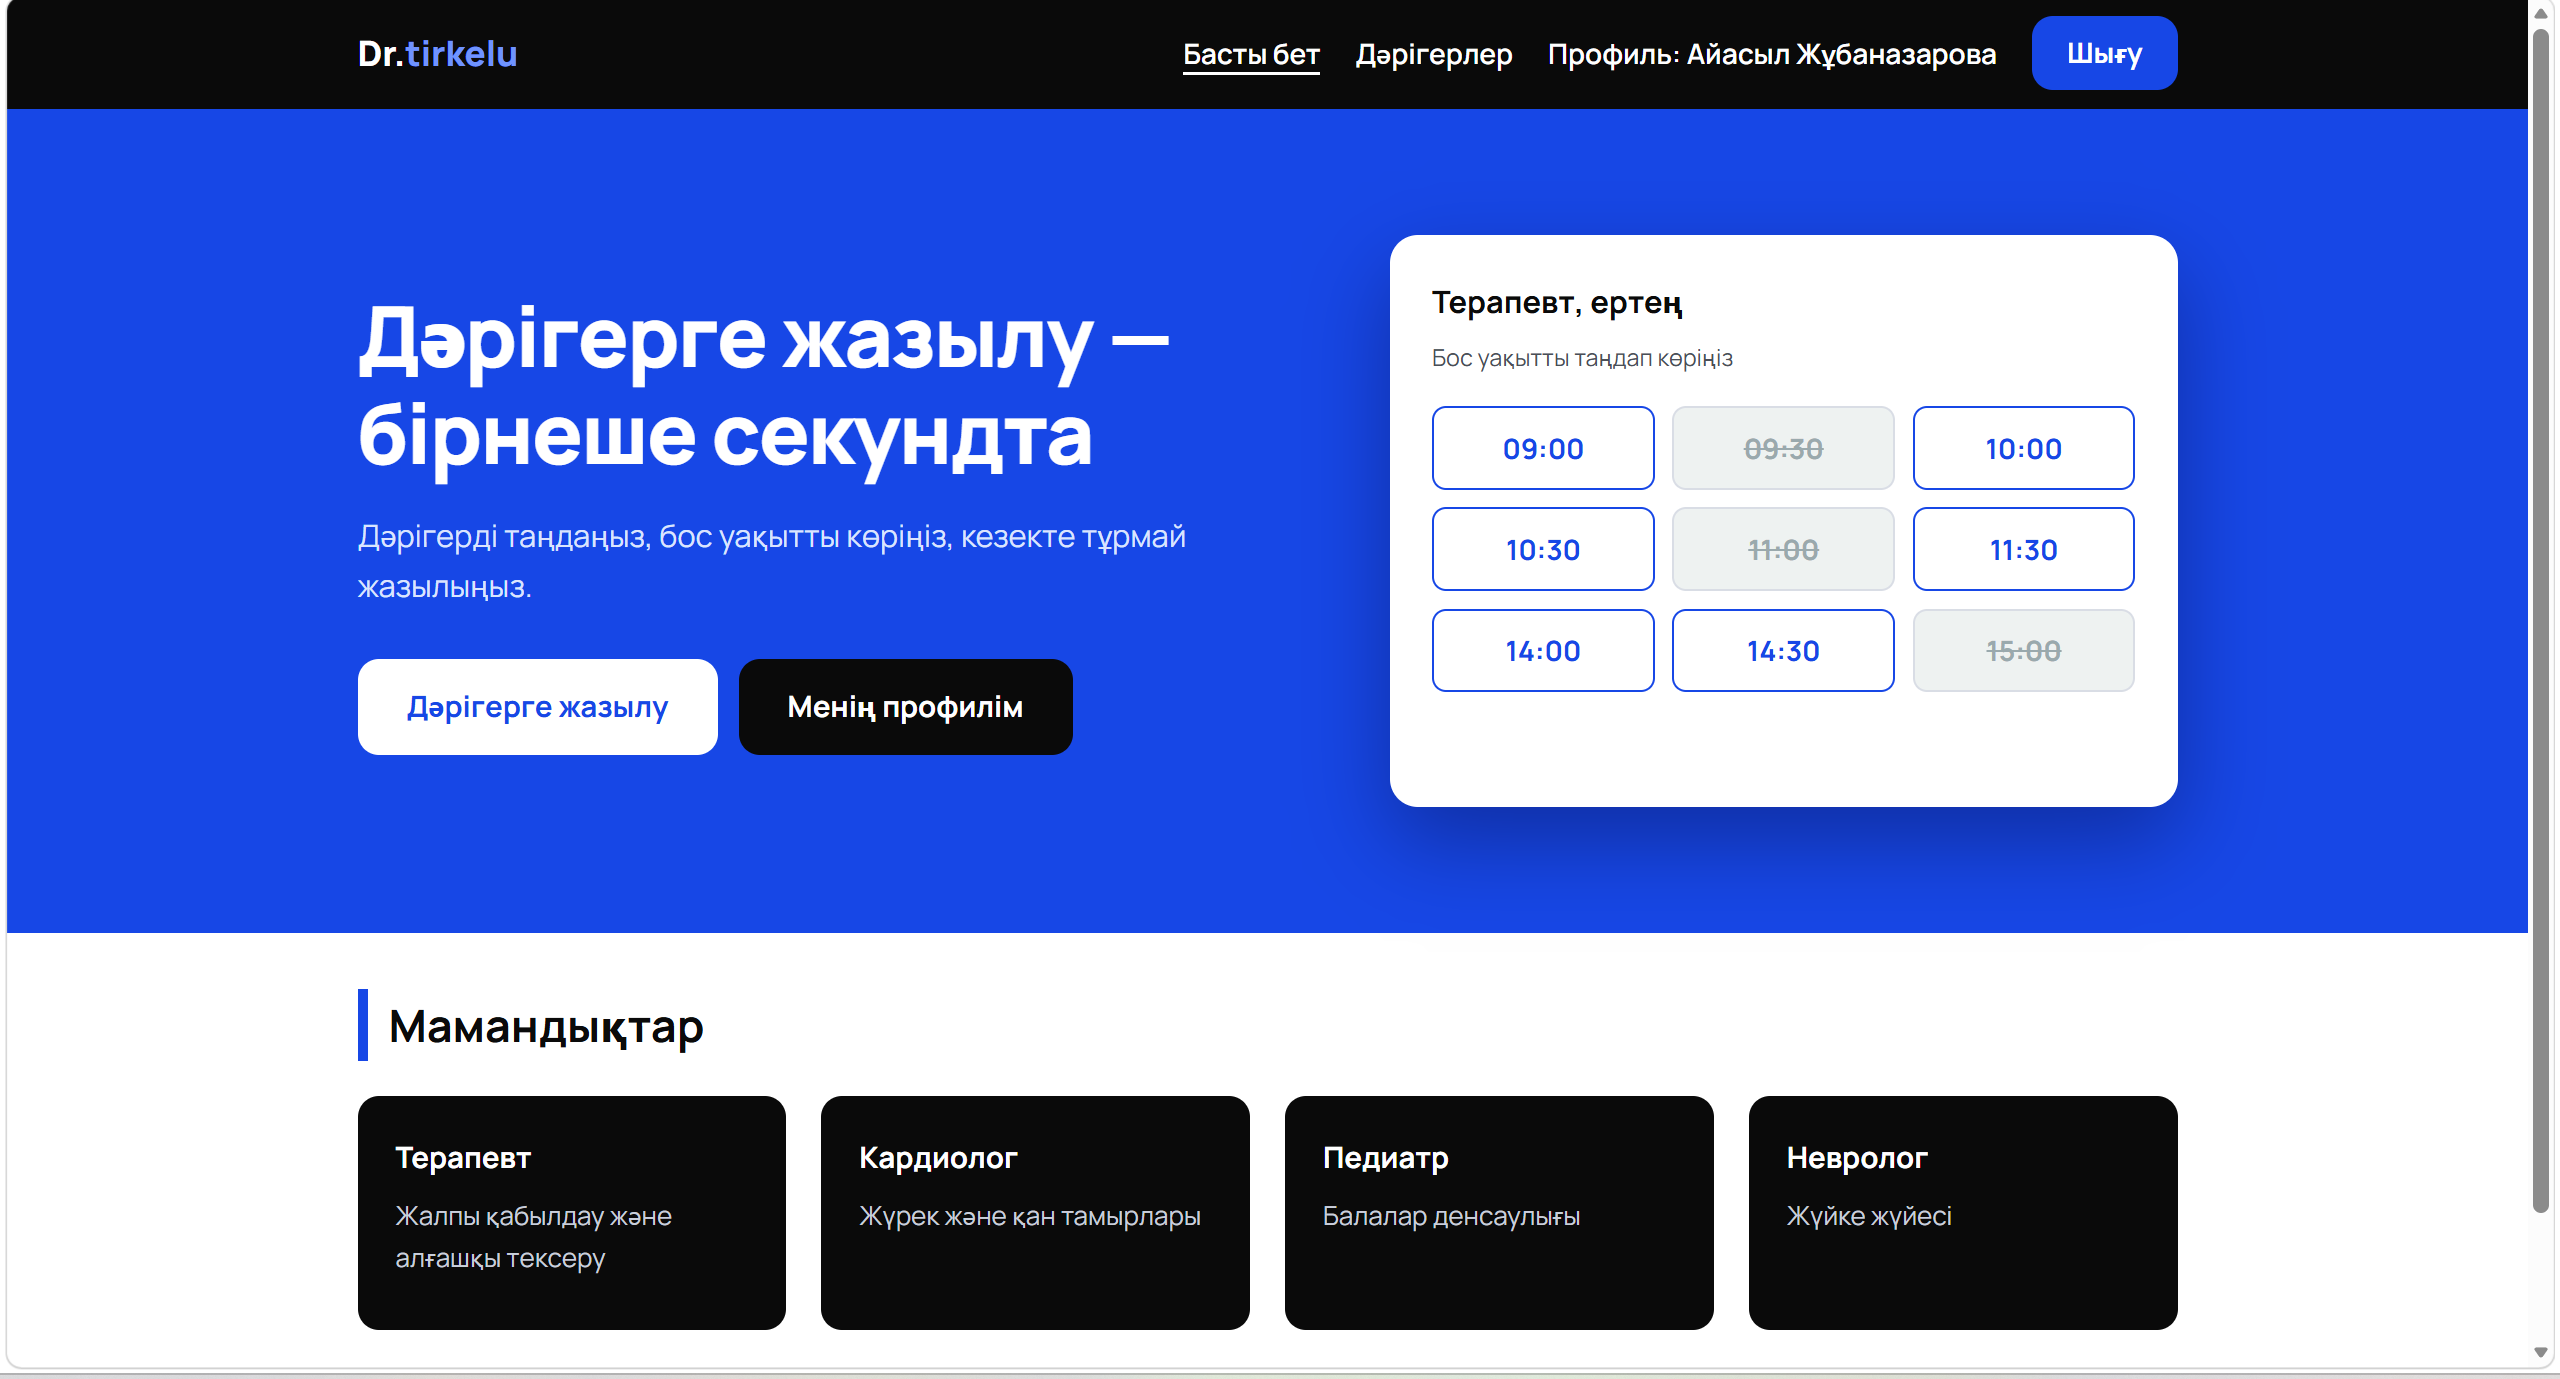 Dr.tirkelu
Басты бет
Дәрігерлер
Профиль: Айасыл Жұбаназарова
Шығу
Дәрігерге жазылу —
бірнеше секундта
Дәрігерді таңдаңыз, бос уақытты көріңіз, кезекте тұрмай
жазылыңыз.
Дәрігерге жазылу
Менің профилім
Терапевт, ертең
Бос уақытты таңдап көріңіз
09:00
09:30
10:00
10:30
11:00
11:30
14:00
14:30
15:00
Мамандықтар
Терапевт
Жалпы қабылдау және
алғашқы тексеру
Кардиолог
Жүрек және қан тамырлары
Педиатр
Балалар денсаулығы
Невролог
Жүйке жүйесі